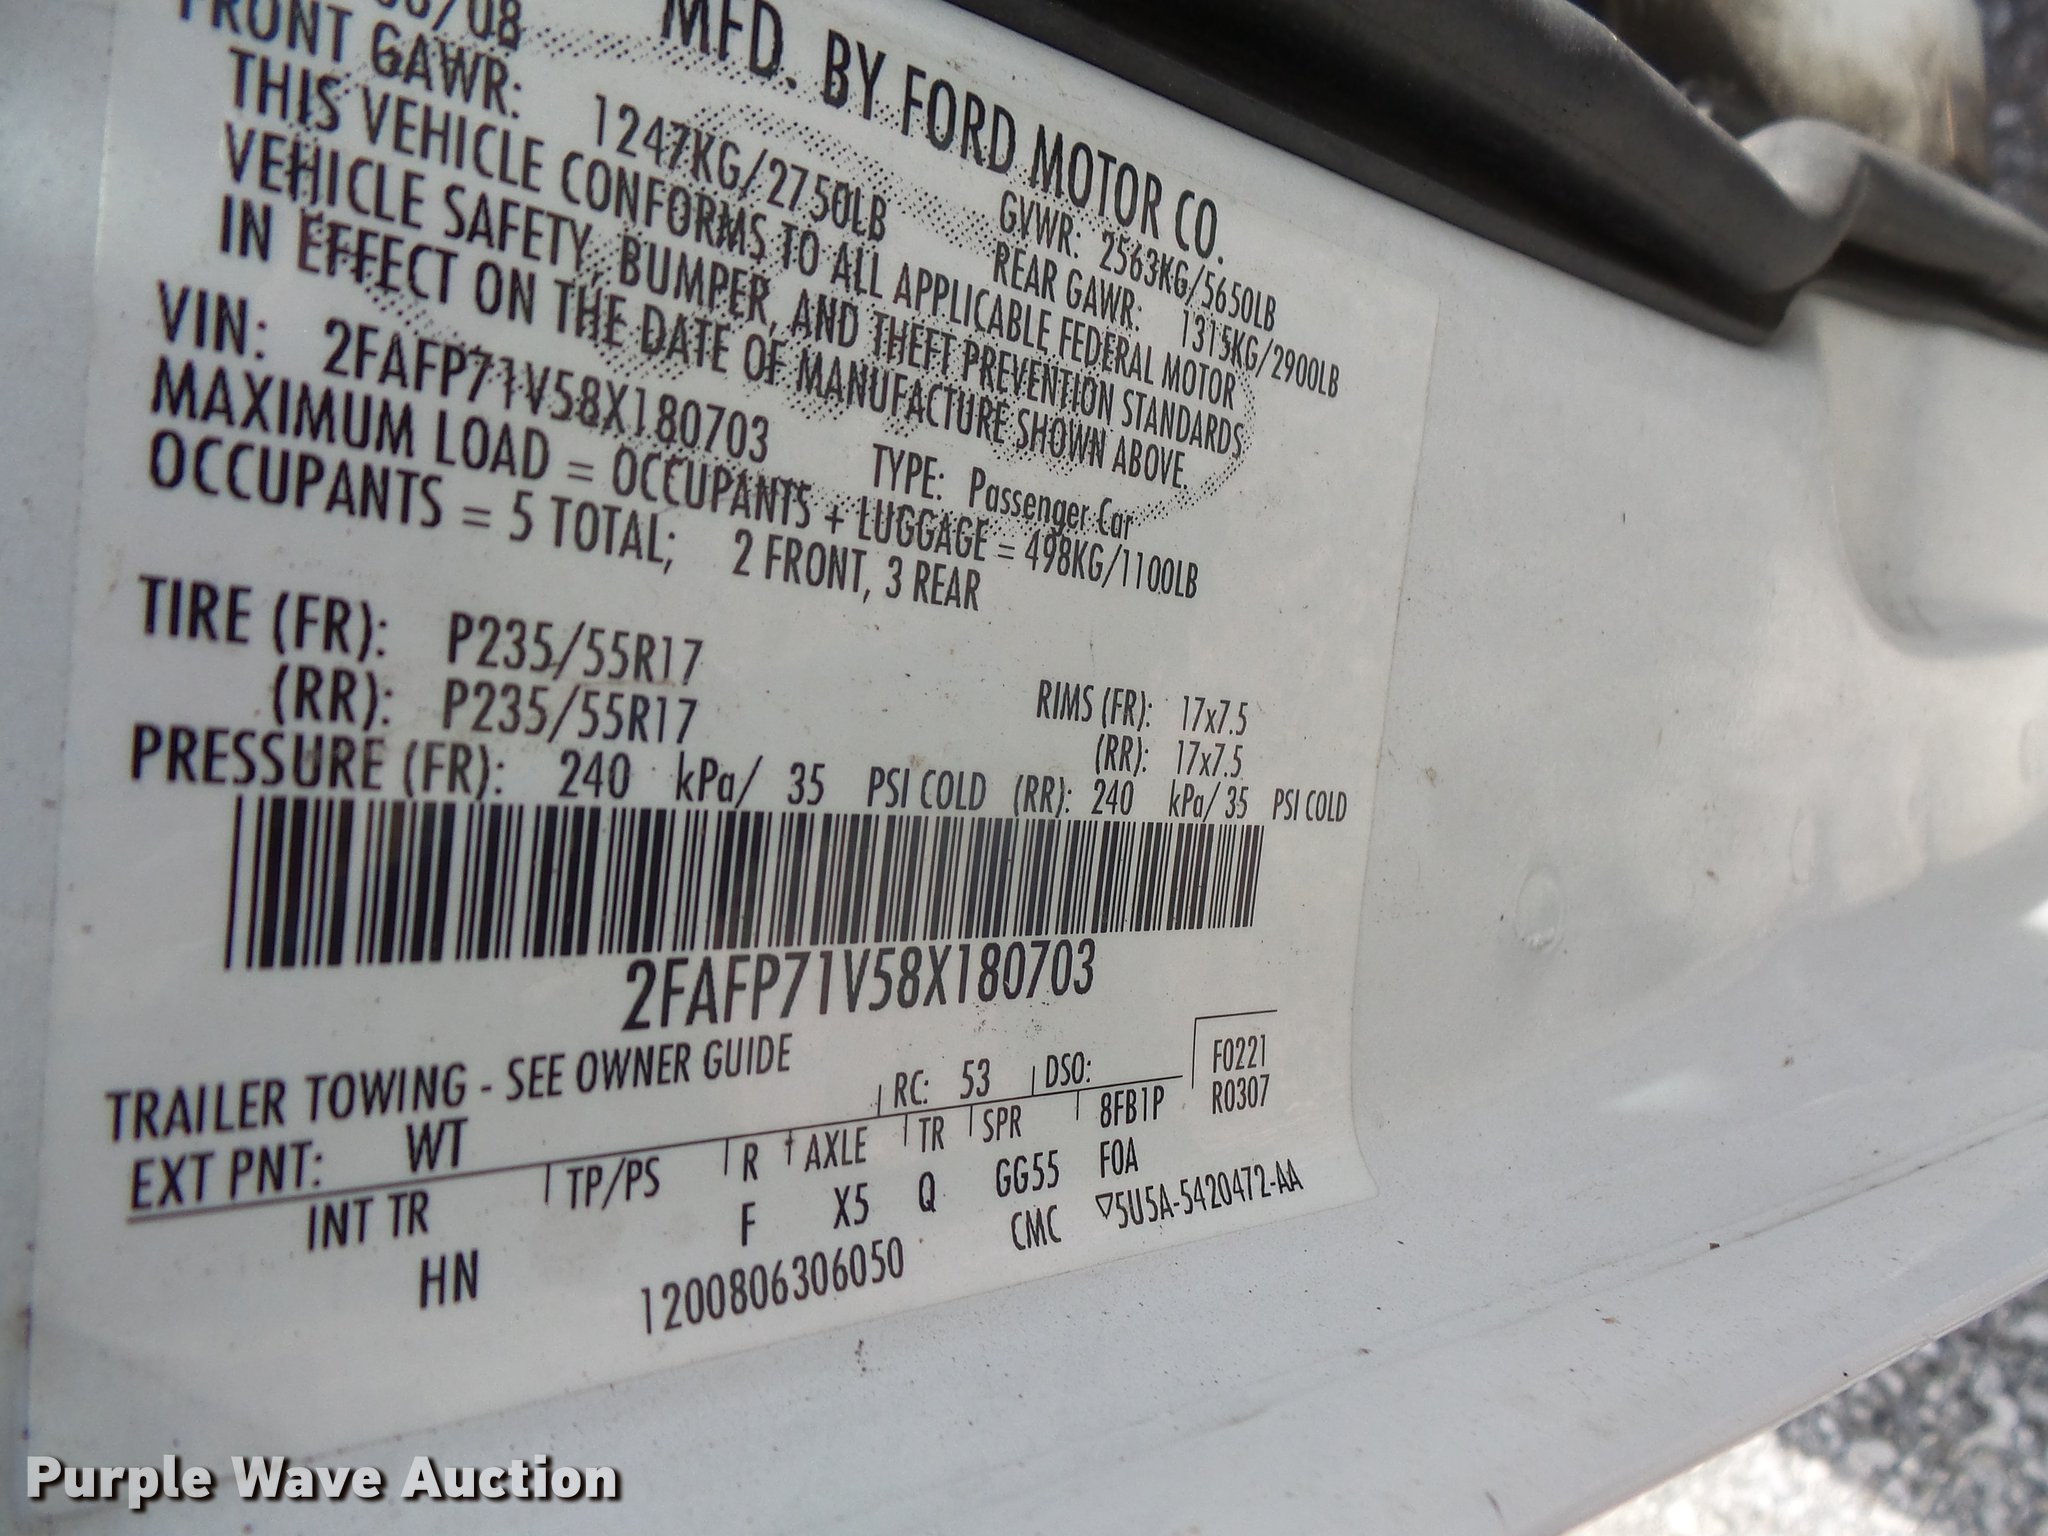 MFD. BY FORD MOTOR CO.
/08 GVWR: 2563KG/5650LB
FRONT GAWR: 1247KG/2750LB REAR GAWR: 1315KG/2900LB
THIS VEHICLE CONFORMS TO ALL APPLICABLE FEDERAL MOTOR
VEHICLE SAFETY, BUMPER, AND THEFT PREVENTION STANDARDS
IN EFFECT ON THE DATE OF MANUFACTURE SHOWN ABOVE.
VIN: 2FAFP71V58X180703 TYPE: Passenger Car
MAXIMUM LOAD = OCCUPANTS + LUGGAGE = 498KG/1100LB
OCCUPANTS = 5 TOTAL; 2 FRONT, 3 REAR
TIRE (FR): P235/55R17 RIMS (FR): 17x7.5
(RR): P235/55R17 (RR): 17x7.5
PRESSURE (FR): 240 kPa/ 35 PSI COLD (RR): 240 kPa/ 35 PSI COLD
2FAFP71V58X180703
TRAILER TOWING - SEE OWNER GUIDE
F0221
EXT PNT: WT RC: 53 DSO: R0307
INT TR TP/PS R AXLE TR SPR 8FB1P
HN F X5 Q GG55 F0A
1200806306050 CMC ▽5U5A-5420472-AA
Purple Wave Auction